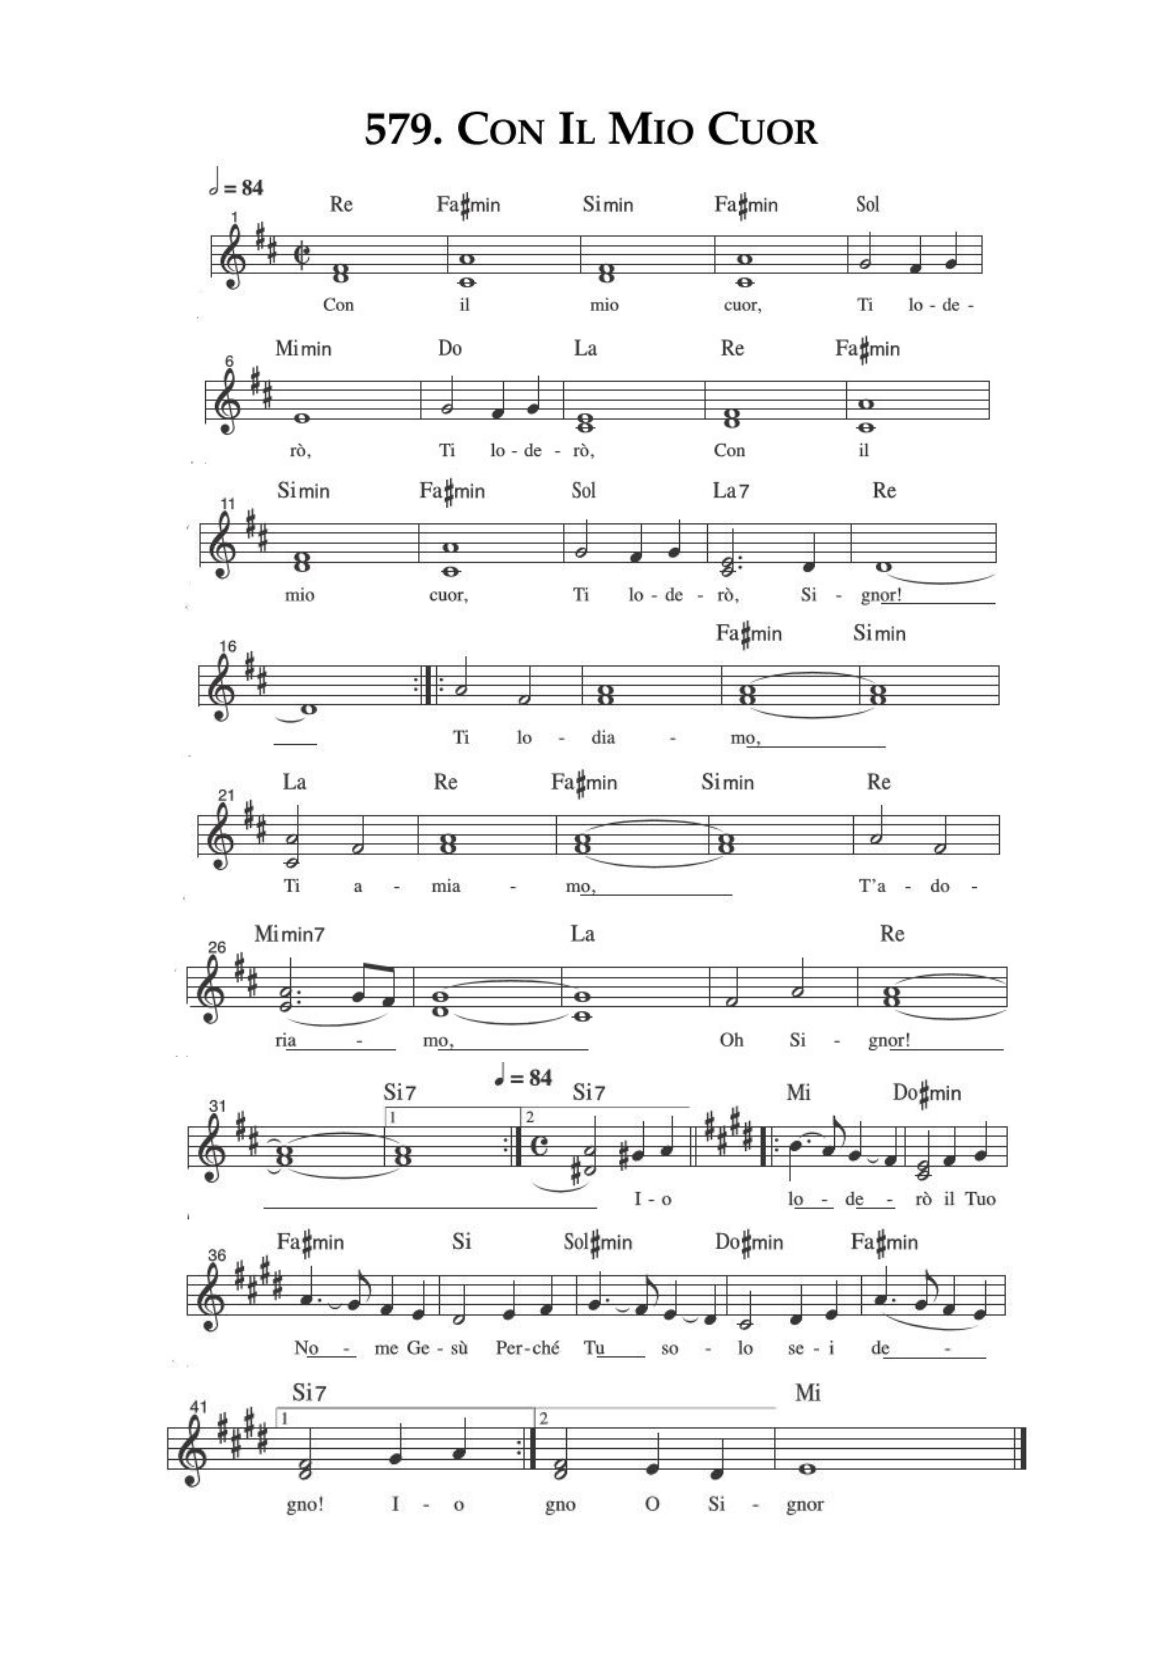 579. CON IL MIO CUOR
𝅗𝅥 = 84
Re Fa♯min Simin Fa♯min Sol
1
Con il mio cuor, Ti lo - de -
Mimin Do La Re Fa♯min
6
rò, Ti lo - de - rò, Con il
Simin Fa♯min Sol La7 Re
11
mio cuor, Ti lo - de - rò, Si - gnor!
Fa♯min Simin
16
Ti lo - dia - mo,
La Re Fa♯min Simin Re
21
Ti a - mia - mo, T'a - do -
Mimin7 La Re
26
ria - mo, Oh Si - gnor!
♩ = 84
Si7 Si7 Mi Do♯min
31 1 2
I - o lo - de - rò il Tuo
Fa♯min Si Sol♯min Do♯min Fa♯min
36
No - me Ge - sù Per - ché Tu so - lo se - i de -
Si7 Mi
41 1 2
gno! I - o gno O Si - gnor